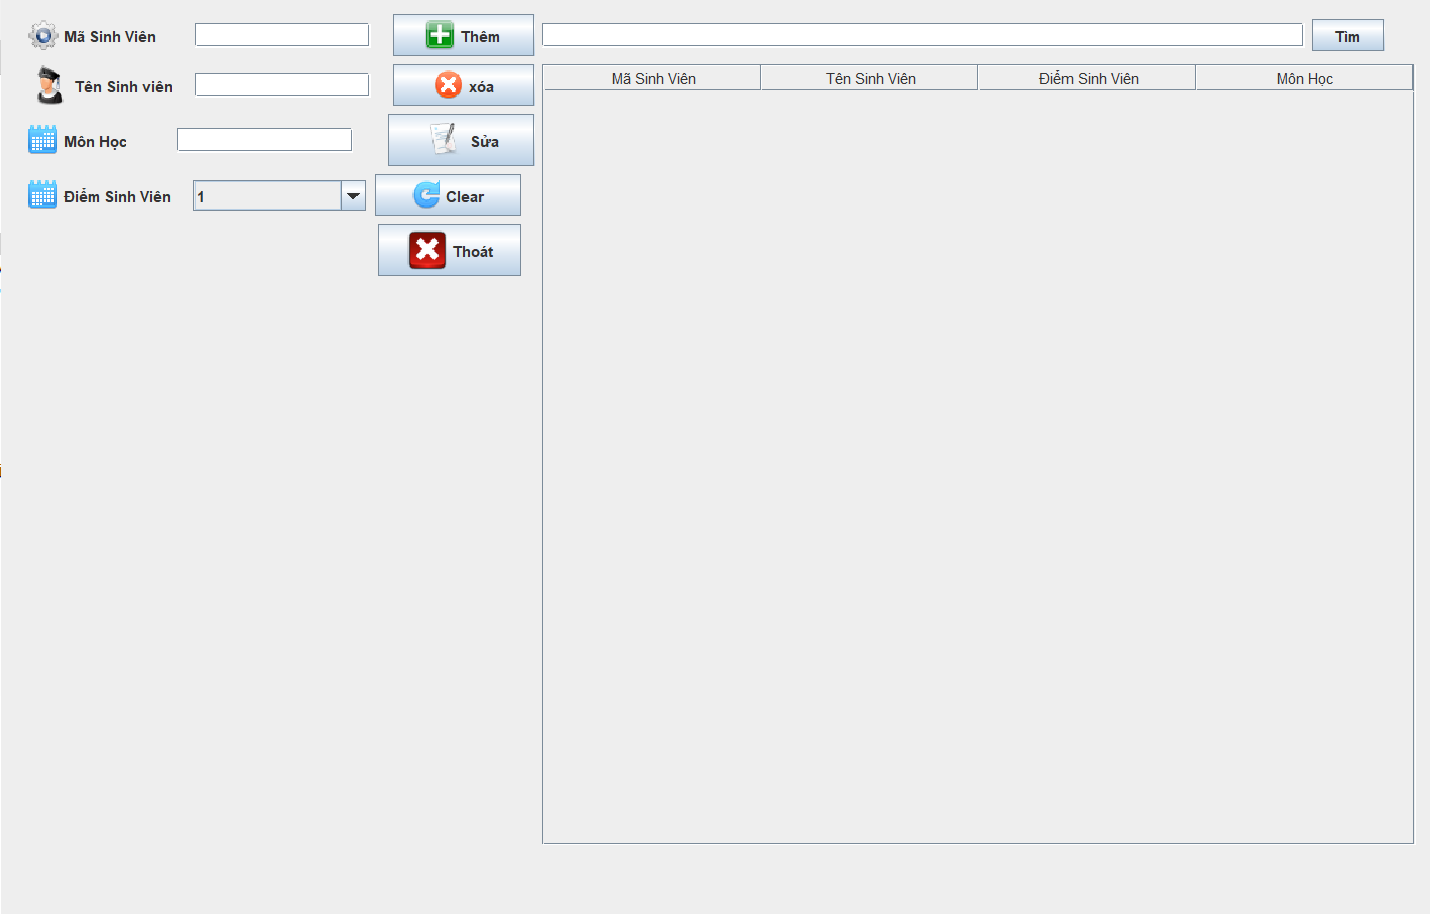 Mã Sinh Viên
Thêm
Tìm
Tên Sinh viên
xóa
Mã Sinh Viên
Tên Sinh Viên
Điểm Sinh Viên
Môn Học
Môn Học
Sửa
Điểm Sinh Viên
1
Clear
Thoát